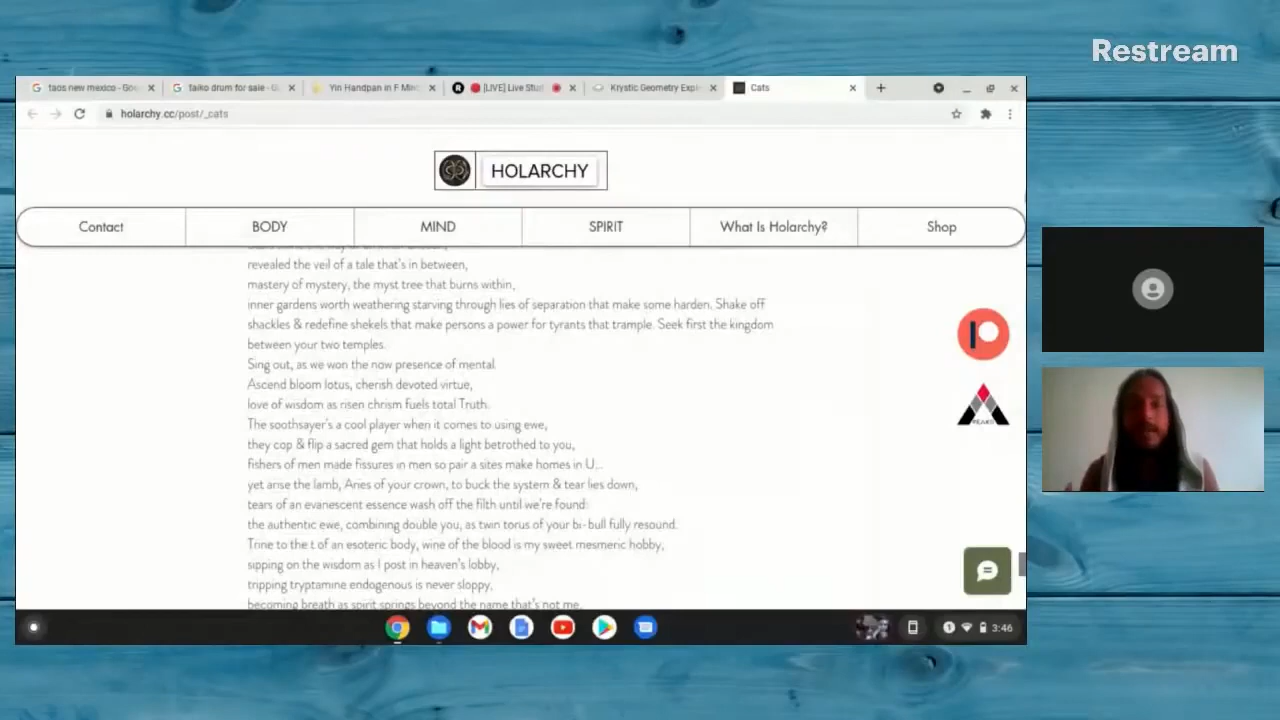 Restream
taos new mexico - Goo
taiko drum for sale - G
Yin Handpan in F Mino
[LIVE] Live Stud
Krystic Geometry Expl
Cats
holarchy.cc/post/_cats
HOLARCHY
Contact
BODY
MIND
SPIRIT
What Is Holarchy?
Shop
revealed the veil of a tale that's in between,
mastery of mystery, the myst tree that burns within,
inner gardens worth weathering starving through lies of separation that make some harden. Shake off
shackles & redefine shekels that make persons a power for tyrants that trample. Seek first the kingdom
between your two temples.
Sing out, as we won the now presence of mental.
Ascend bloom lotus, cherish devoted virtue,
love of wisdom as risen chrism fuels total Truth.
The soothsayer's a cool player when it comes to using ewe,
they cop & flip a sacred gem that holds a light betrothed to you,
fishers of men made fissures in men so pair a sites make homes in U...
yet arise the lamb, Aries of your crown, to buck the system & tear lies down,
tears of an evanescent essence wash off the filth until we're found:
the authentic ewe, combining double you, as twin torus of your bi-bull fully resound.
Trine to the t of an esoteric body, wine of the blood is my sweet mesmeric hobby,
sipping on the wisdom as I post in heaven's lobby,
tripping tryptamine endogenous is never sloppy,
becoming breath as spirit springs beyond the name that's not me,
3:46